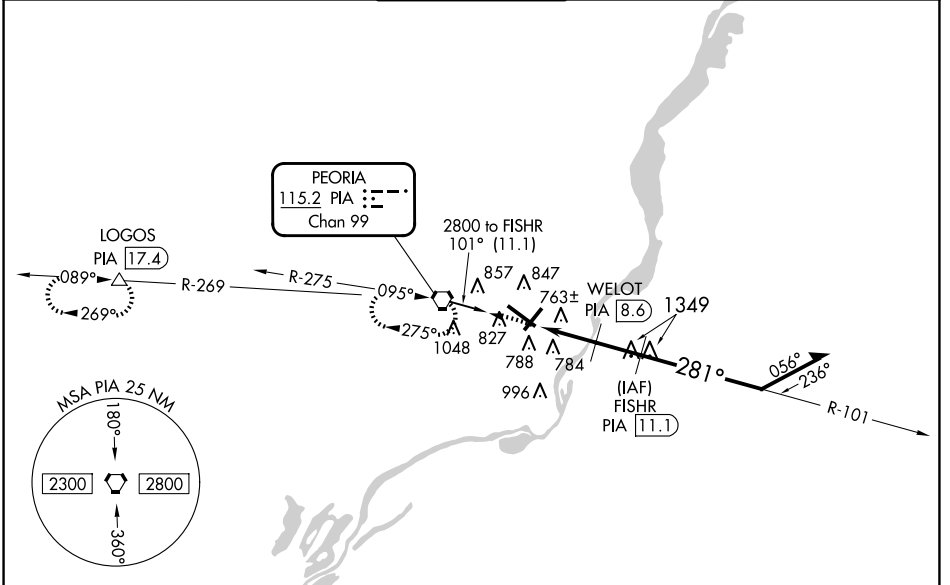 PEORIA
115.2 PIA
Chan 99
2800 to FISHR
101° (11.1)
LOGOS
PIA 17.4
089°
269°
R-269
R-275
095°
275°
857
847
763±
WELOT
PIA 8.6
1349
1048
827
788
784
996
281°
(IAF)
FISHR
PIA 11.1
056°
236°
R-101
MSA PIA 25 NM
180°
2300
2800
360°